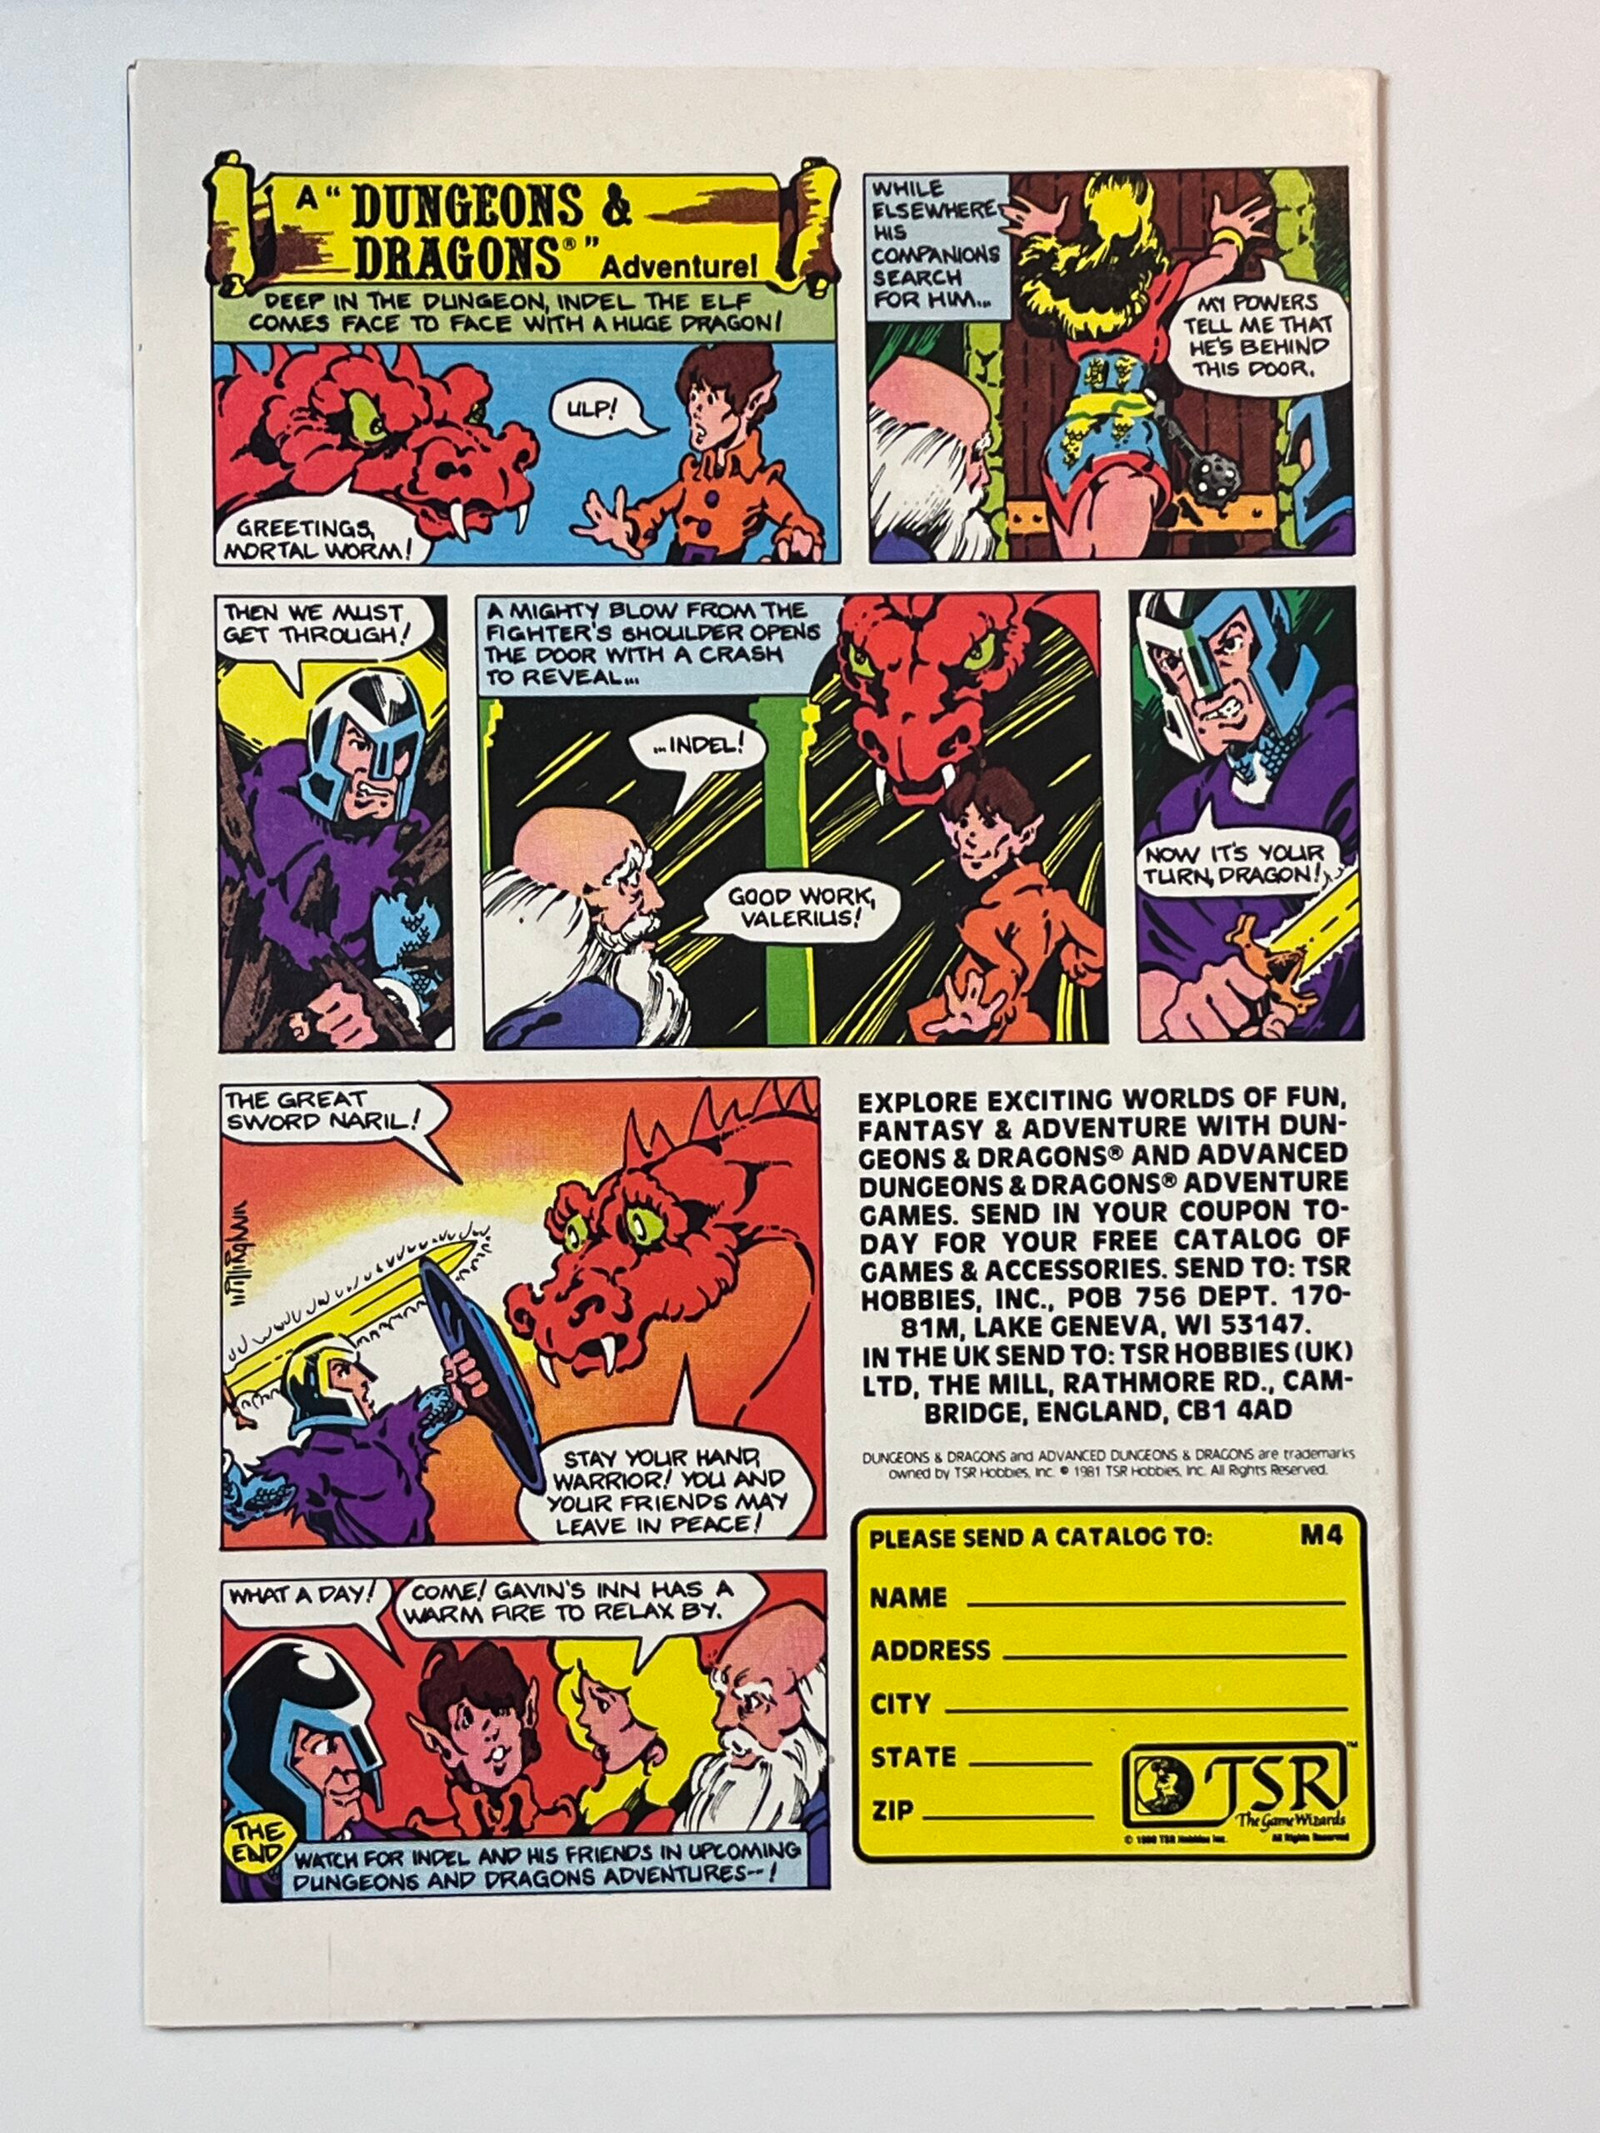 A "DUNGEONS &
DRAGONS®" Adventure!
DEEP IN THE DUNGEON, INDEL THE ELF
COMES FACE TO FACE WITH A HUGE DRAGON!
GREETINGS,
MORTAL WORM!
ULP!
WHILE
ELSEWHERE,
HIS
COMPANIONS
SEARCH
FOR HIM...
MY POWERS
TELL ME THAT
HE'S BEHIND
THIS DOOR.
THEN WE MUST
GET THROUGH!
A MIGHTY BLOW FROM THE
FIGHTER'S SHOULDER OPENS
THE DOOR WITH A CRASH
TO REVEAL...
...INDEL!
GOOD WORK,
VALERIUS!
NOW IT'S YOUR
TURN, DRAGON!
THE GREAT
SWORD NARIL!
Willingham
STAY YOUR HAND,
WARRIOR! YOU AND
YOUR FRIENDS MAY
LEAVE IN PEACE!
WHAT A DAY!
COME! GAVIN'S INN HAS A
WARM FIRE TO RELAX BY.
THE
END
WATCH FOR INDEL AND HIS FRIENDS IN UPCOMING
DUNGEONS AND DRAGONS ADVENTURES--!
EXPLORE EXCITING WORLDS OF FUN,
FANTASY & ADVENTURE WITH DUN-
GEONS & DRAGONS® AND ADVANCED
DUNGEONS & DRAGONS® ADVENTURE
GAMES. SEND IN YOUR COUPON TO-
DAY FOR YOUR FREE CATALOG OF
GAMES & ACCESSORIES. SEND TO: TSR
HOBBIES, INC., POB 756 DEPT. 170-
81M, LAKE GENEVA, WI 53147.
IN THE UK SEND TO: TSR HOBBIES (UK)
LTD, THE MILL, RATHMORE RD., CAM-
BRIDGE, ENGLAND, CB1 4AD
DUNGEONS & DRAGONS and ADVANCED DUNGEONS & DRAGONS are trademarks
owned by TSR Hobbies, Inc. © 1981 TSR Hobbies, Inc. All Rights Reserved.
PLEASE SEND A CATALOG TO: M4
NAME
ADDRESS
CITY
STATE
ZIP
TSR™
The Game Wizards
© 1980 TSR Hobbies Inc. All Rights Reserved